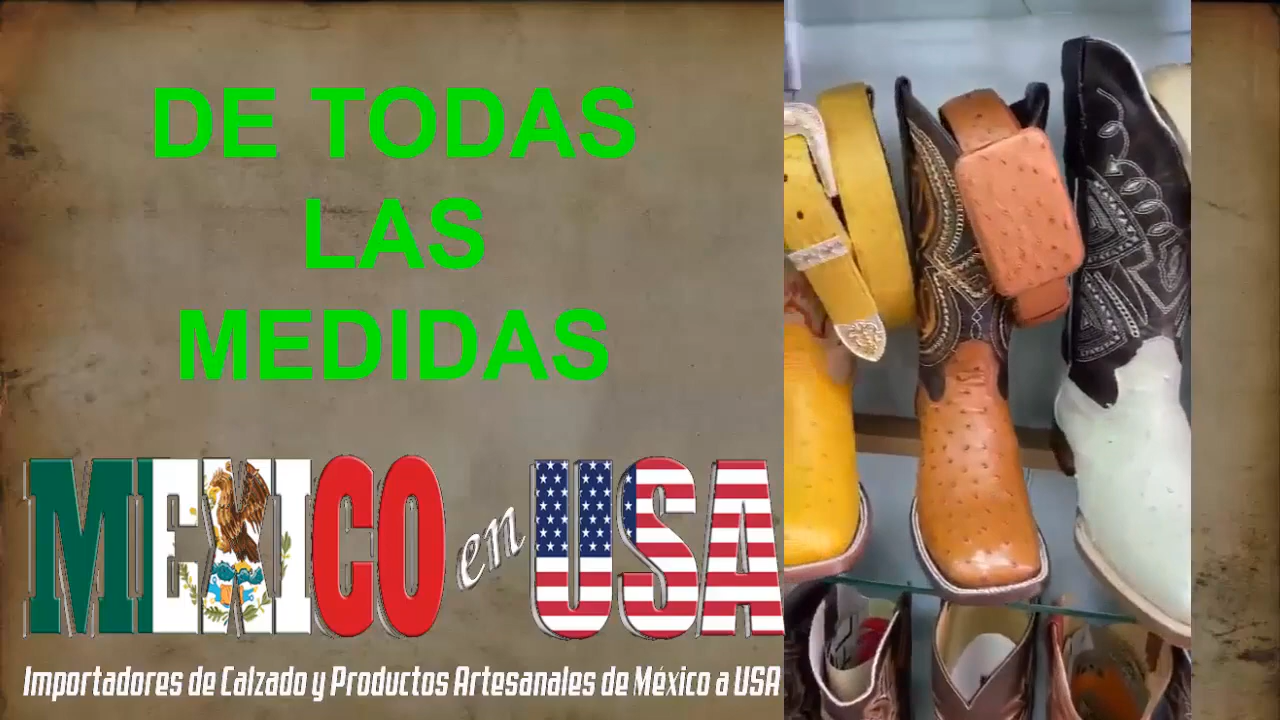 DE TODAS
LAS
MEDIDAS
MEXICO en USA
Importadores de Calzado y Productos Artesanales de México a USA